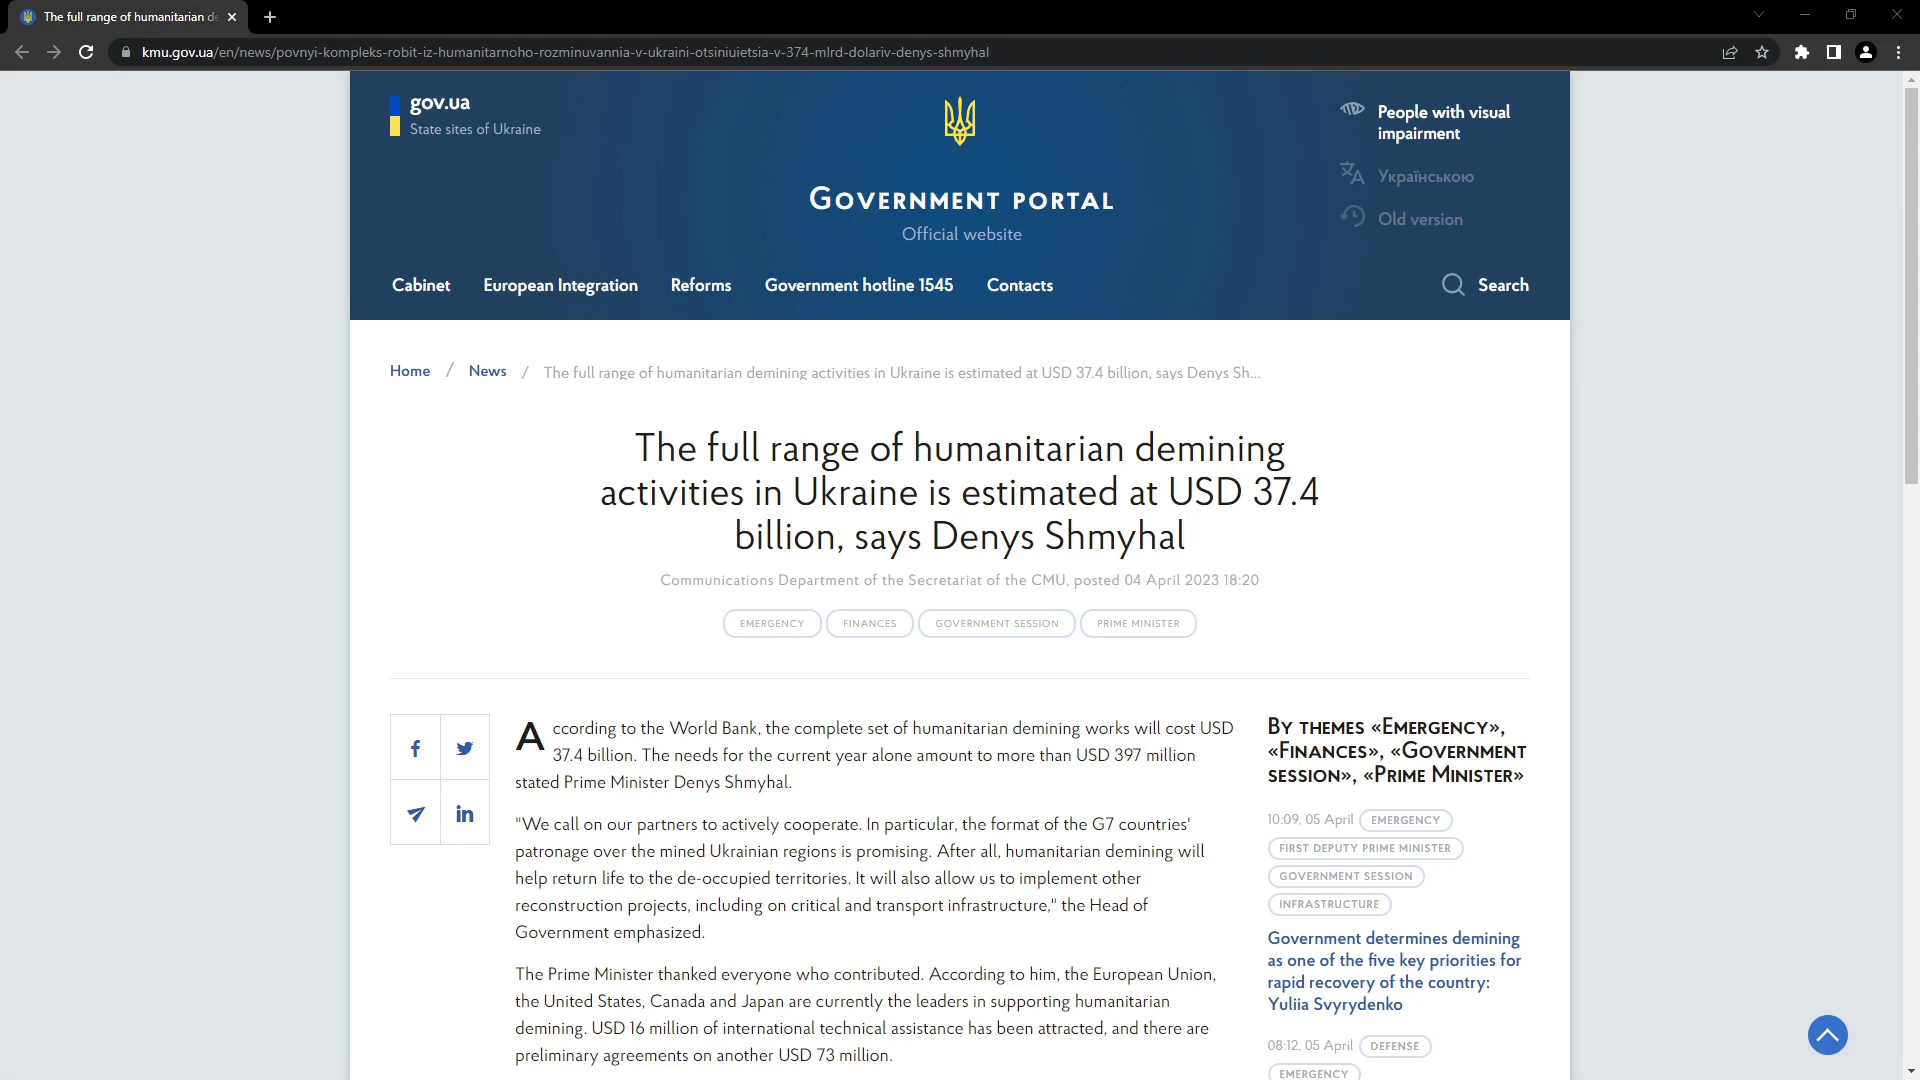 The full range of humanitarian de
kmu.gov.ua/en/news/povnyi-kompleks-robit-iz-humanitarnoho-rozminuvannia-v-ukraini-otsiniuietsia-v-374-mlrd-dolariv-denys-shmyhal
gov.ua
State sites of Ukraine
People with visual
impairment
Українською
Old version
GOVERNMENT PORTAL
Official website
Cabinet European Integration Reforms Government hotline 1545 Contacts Search
Home / News / The full range of humanitarian demining activities in Ukraine is estimated at USD 37.4 billion, says Denys Sh...
The full range of humanitarian demining
activities in Ukraine is estimated at USD 37.4
billion, says Denys Shmyhal
Communications Department of the Secretariat of the CMU, posted 04 April 2023 18:20
EMERGENCY FINANCES GOVERNMENT SESSION PRIME MINISTER
According to the World Bank, the complete set of humanitarian demining works will cost USD
37.4 billion. The needs for the current year alone amount to more than USD 397 million
stated Prime Minister Denys Shmyhal.
"We call on our partners to actively cooperate. In particular, the format of the G7 countries'
patronage over the mined Ukrainian regions is promising. After all, humanitarian demining will
help return life to the de-occupied territories. It will also allow us to implement other
reconstruction projects, including on critical and transport infrastructure," the Head of
Government emphasized.
The Prime Minister thanked everyone who contributed. According to him, the European Union,
the United States, Canada and Japan are currently the leaders in supporting humanitarian
demining. USD 16 million of international technical assistance has been attracted, and there are
preliminary agreements on another USD 73 million.
BY THEMES «EMERGENCY»,
«FINANCES», «GOVERNMENT
SESSION», «PRIME MINISTER»
10:09, 05 April EMERGENCY
FIRST DEPUTY PRIME MINISTER
GOVERNMENT SESSION
INFRASTRUCTURE
Government determines demining
as one of the five key priorities for
rapid recovery of the country:
Yuliia Svyrydenko
08:12, 05 April DEFENSE
EMERGENCY